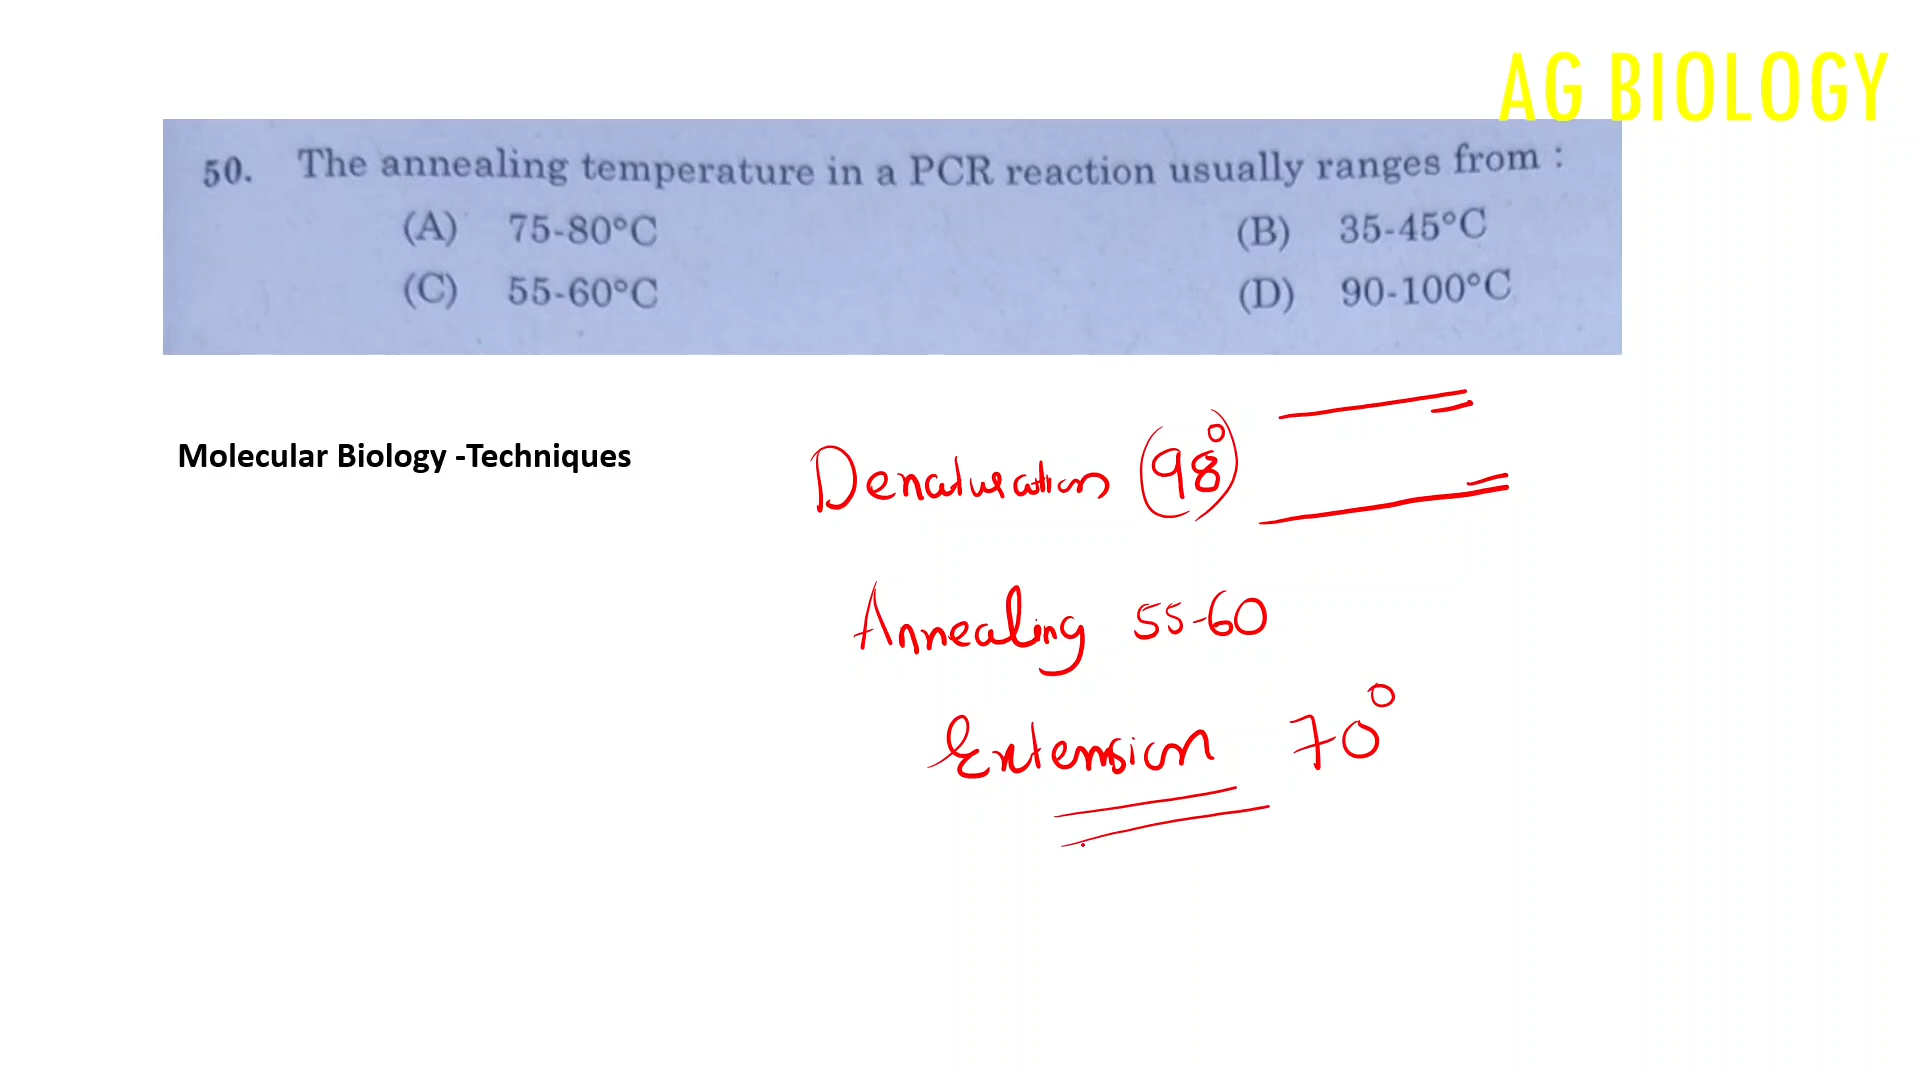 AG BIOLOGY
50. The annealing temperature in a PCR reaction usually ranges from :
(A) 75-80°C (B) 35-45°C
(C) 55-60°C (D) 90-100°C
Molecular Biology -Techniques
Denaturation (98°)
Annealing 55-60
Extension 70°